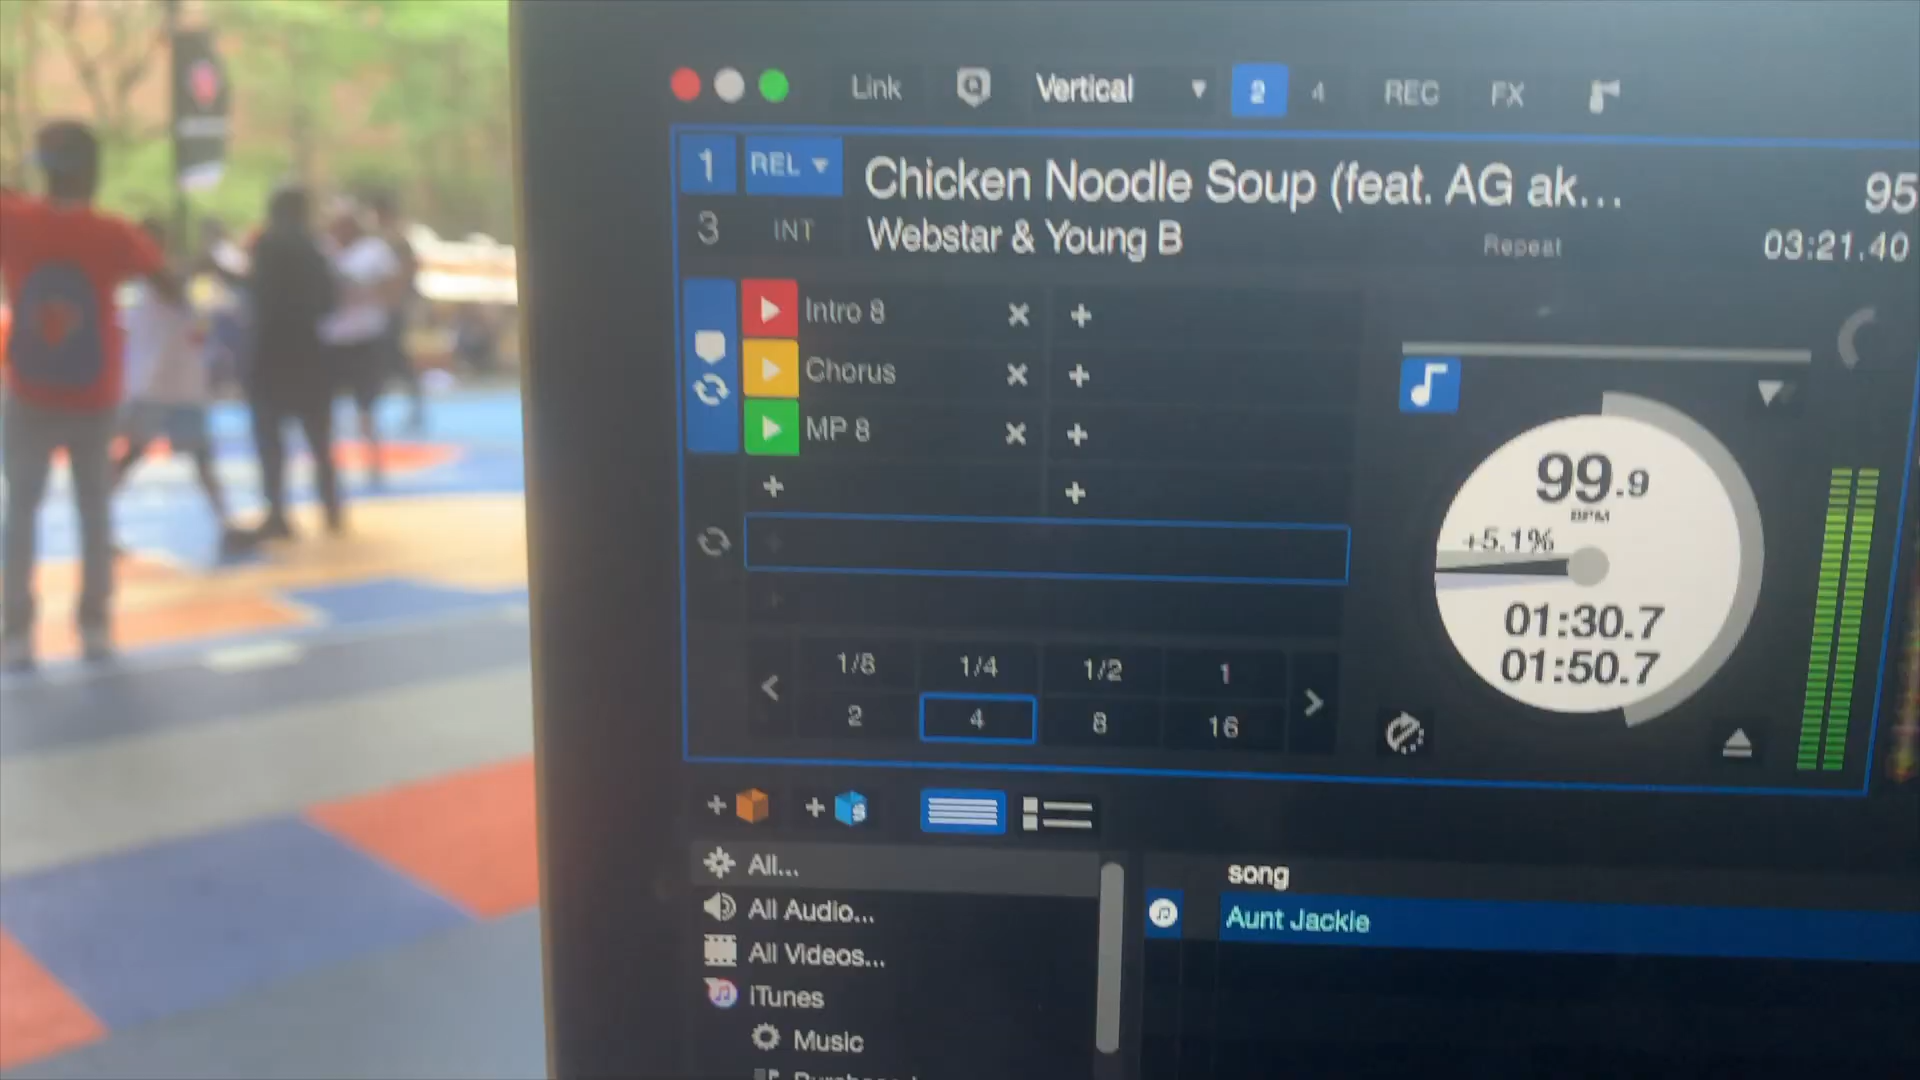 Link Vertical 2 4 REC FX
1 REL Chicken Noodle Soup (feat. AG ak... 95
3 INT Webstar & Young B Repeat 03:21.40
Intro 8
Chorus
MP 8
99.9
BPM
+5.1%
01:30.7
01:50.7
1/8 1/4 1/2 1
2 4 8 16
All...
song
All Audio...
Aunt Jackie
All Videos...
iTunes
Music